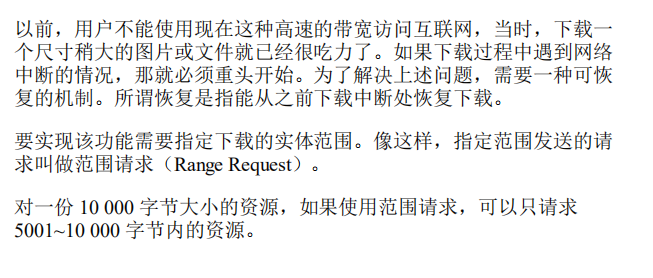 以前，用户不能使用现在这种高速的带宽访问互联网，当时，下载一
个尺寸稍大的图片或文件就已经很吃力了。如果下载过程中遇到网络
中断的情况，那就必须重头开始。为了解决上述问题，需要一种可恢
复的机制。所谓恢复是指能从之前下载中断处恢复下载。
要实现该功能需要指定下载的实体范围。像这样，指定范围发送的请
求叫做范围请求（Range Request）。
对一份 10 000 字节大小的资源，如果使用范围请求，可以只请求
5001~10 000 字节内的资源。